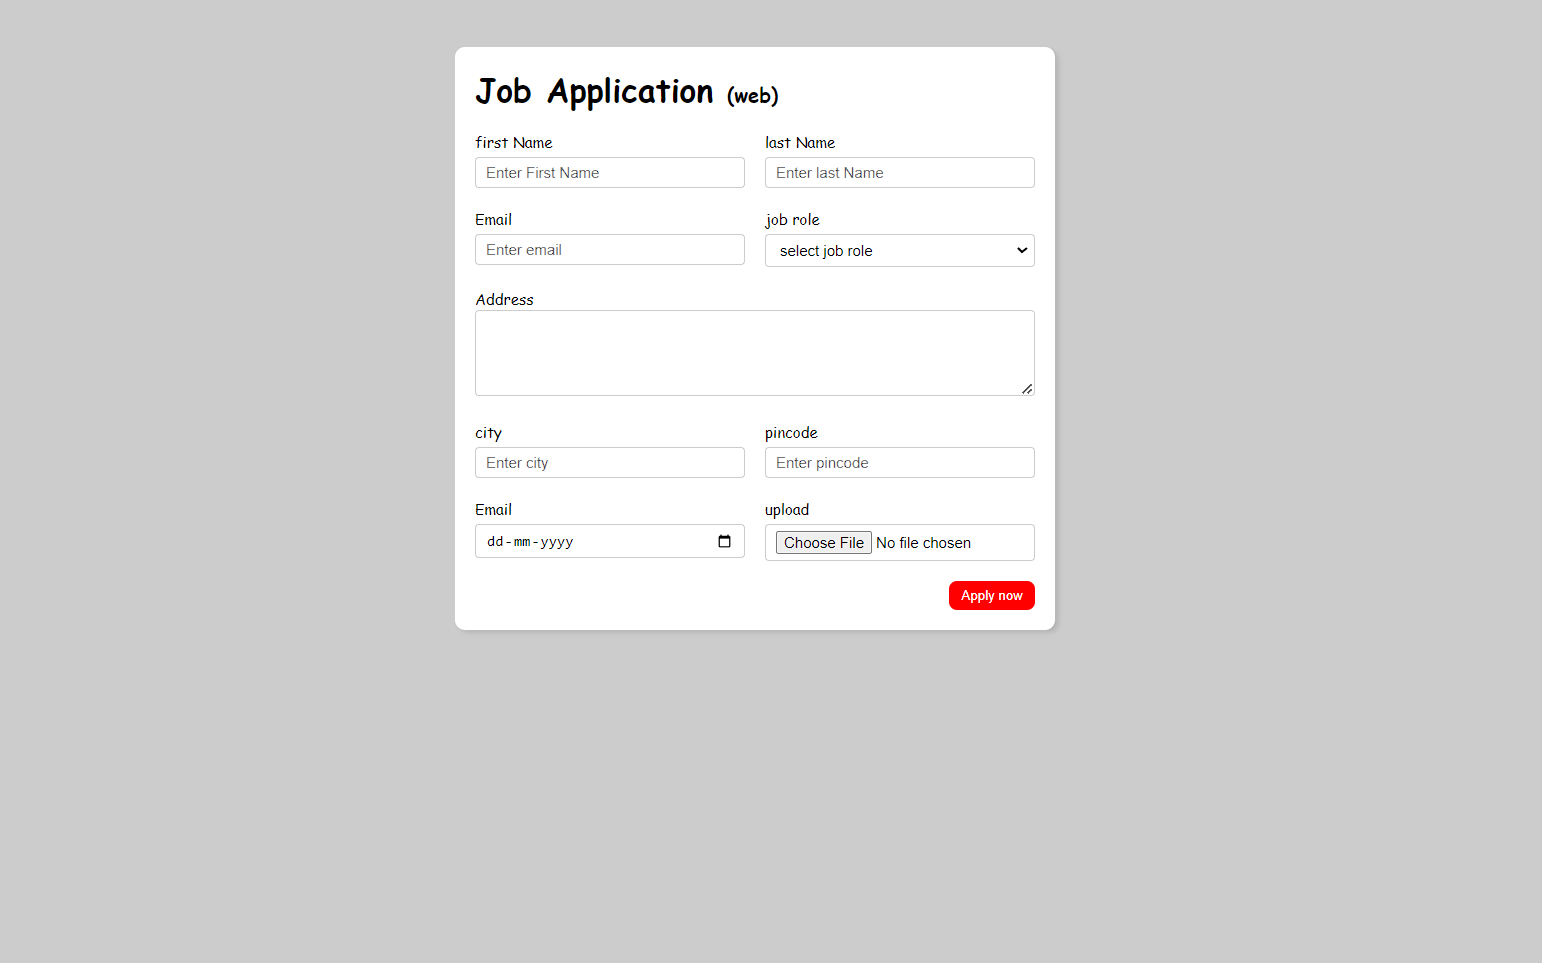 Job Application (web)
first Name last Name
Enter First Name Enter last Name
Email job role
Enter email select job role
Address
city pincode
Enter city Enter pincode
Email upload
dd-mm-yyyy Choose File No file chosen
Apply now